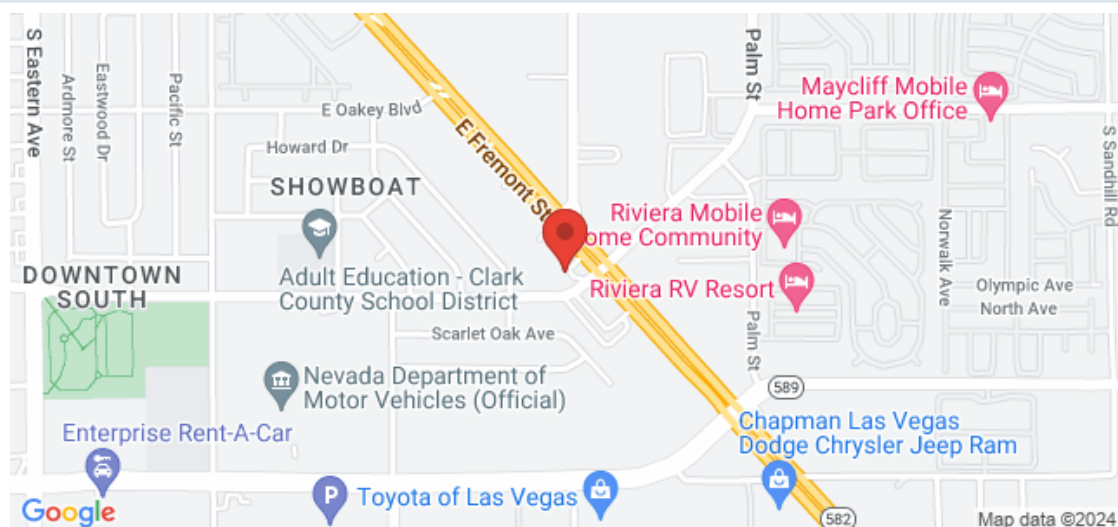 S Eastern Ave
Ardmore St
Eastwood Dr
Pacific St
E Oakey Blvd
Howard Dr
SHOWBOAT
E Fremont St
Palm St
Maycliff Mobile
Home Park Office
S Sandhill Rd
Adult Education - Clark
County School District
DOWNTOWN
SOUTH
Riviera Mobile
ome Community
Riviera RV Resort
Norwalk Ave
Olympic Ave
North Ave
Scarlet Oak Ave
Palm St
Nevada Department of
Motor Vehicles (Official)
589
Enterprise Rent-A-Car
Chapman Las Vegas
Dodge Chrysler Jeep Ram
P
Toyota of Las Vegas
582
Google
Map data ©2024